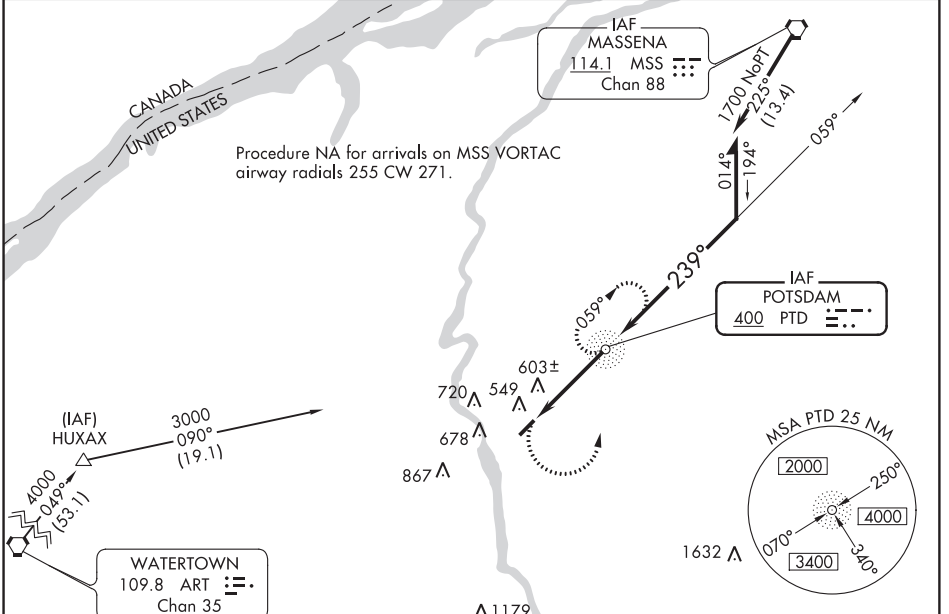 IAF
MASSENA
114.1 MSS
Chan 88
1700 NoPT
225°
(13.4)
CANADA
UNITED STATES
Procedure NA for arrivals on MSS VORTAC
airway radials 255 CW 271.
014°
194°
059°
239°
IAF
POTSDAM
400 PTD
059°
603±
720
549
678
867
(IAF)
HUXAX
3000
090°
(19.1)
4000
049°
(53.1)
WATERTOWN
109.8 ART
Chan 35
MSA PTD 25 NM
2000
250°
4000
070°
3400
340°
1632
1179